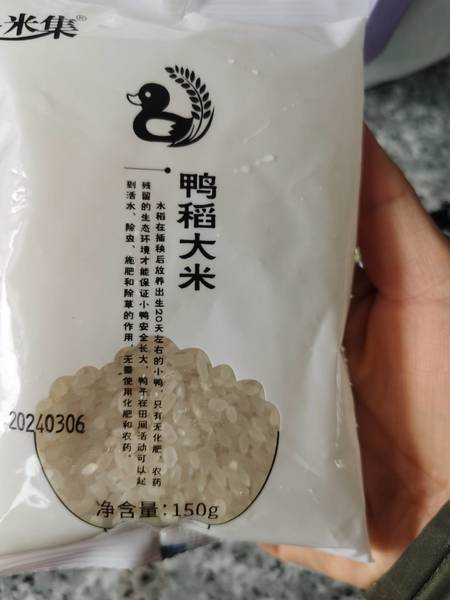 米集®
鸭稻大米
水稻在插秧后放养出生20天左右的小鸭，只有无化肥、农药
残留的生态环境才能保证小鸭安全长大，鸭子在田间活动可以起
到活水、除虫、施肥和除草的作用，无需使用化肥和农药。
20240306
净含量：150g